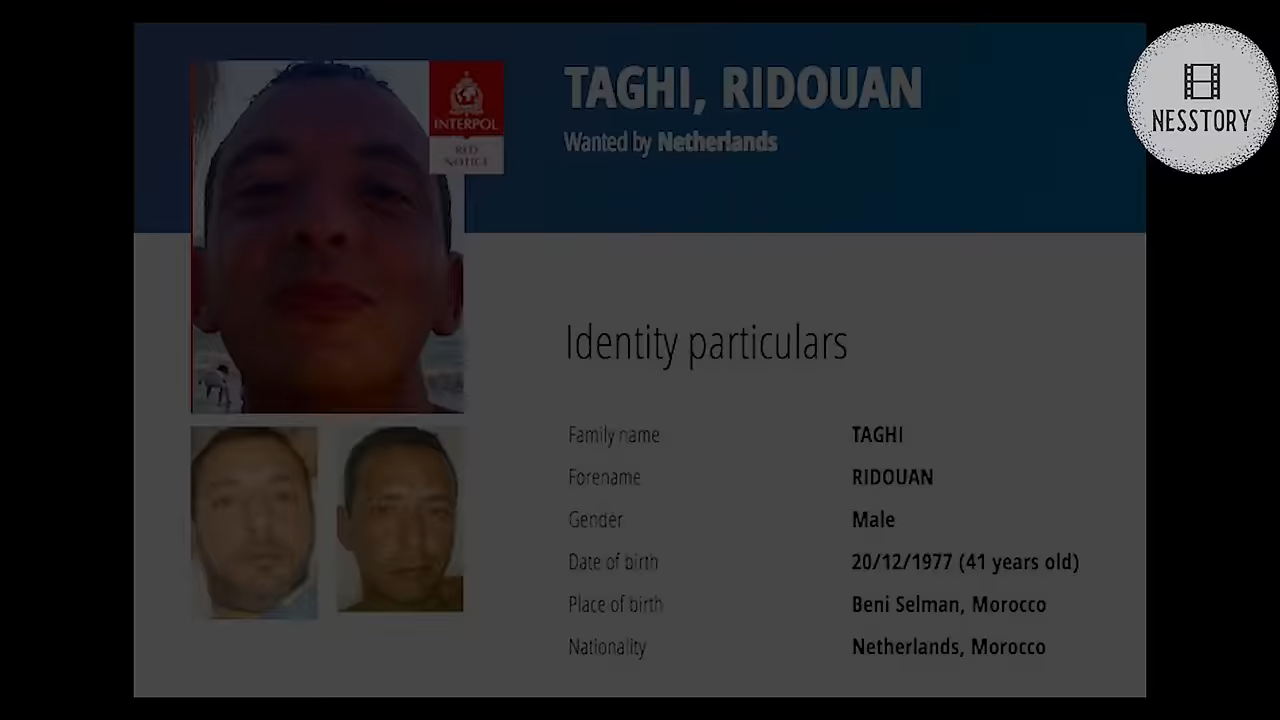 TAGHI, RIDOUAN
Wanted by Netherlands
INTERPOL
RED
NOTICE
NESSTORY
Identity particulars
Family name TAGHI
Forename RIDOUAN
Gender Male
Date of birth 20/12/1977 (41 years old)
Place of birth Beni Selman, Morocco
Nationality Netherlands, Morocco